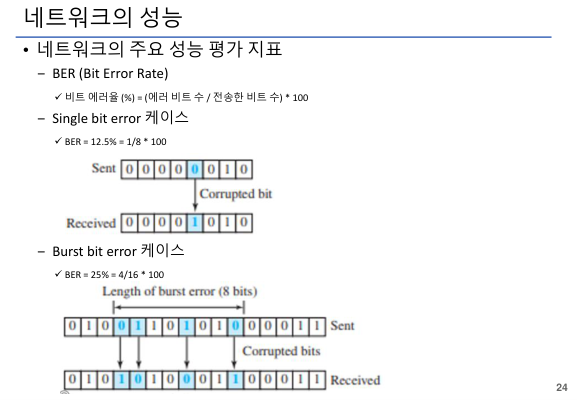 네트워크의 성능
• 네트워크의 주요 성능 평가 지표
– BER (Bit Error Rate)
✓ 비트 에러율 (%) = (에러 비트 수 / 전송한 비트 수) * 100
– Single bit error 케이스
✓ BER = 12.5% = 1/8 * 100
Sent 0 0 0 0 0 0 1 0
Corrupted bit
Received 0 0 0 0 1 0 1 0
– Burst bit error 케이스
✓ BER = 25% = 4/16 * 100
Length of burst error (8 bits)
0 1 0 0 1 1 0 1 0 1 0 0 0 0 1 1 Sent
Corrupted bits
0 1 0 1 0 1 0 0 0 1 1 0 0 0 1 1 Received
24